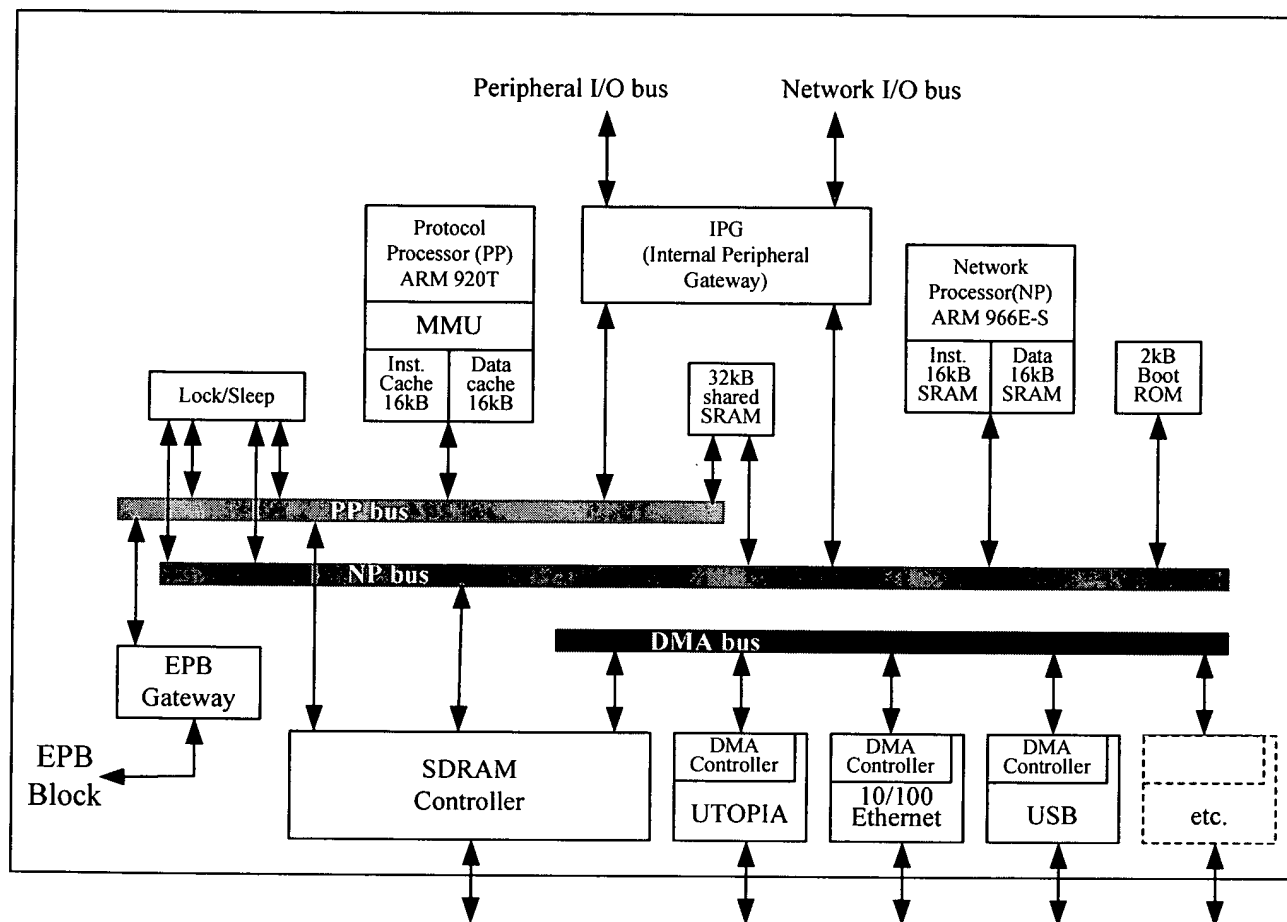 Peripheral I/O bus
Network I/O bus
Protocol
Processor (PP)
ARM 920T
MMU
Inst.
Cache
16kB
Data
cache
16kB
IPG
(Internal Peripheral
Gateway)
Network
Processor(NP)
ARM 966E-S
Inst.
16kB
SRAM
Data
16kB
SRAM
Lock/Sleep
32kB
shared
SRAM
2kB
Boot
ROM
PP bus
NP bus
DMA bus
EPB
Gateway
EPB
Block
SDRAM
Controller
DMA
Controller
UTOPIA
DMA
Controller
10/100
Ethernet
DMA
Controller
USB
etc.